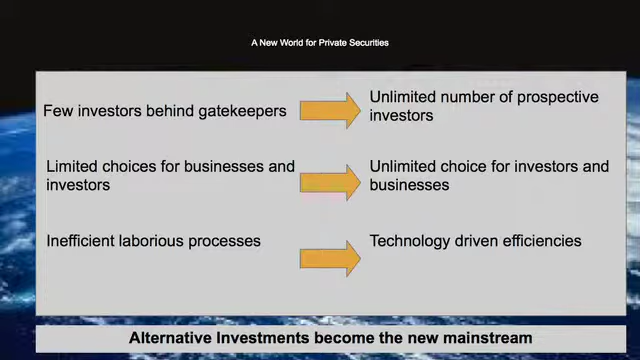 A New World for Private Securities
Few investors behind gatekeepers
Unlimited number of prospective
investors
Limited choices for businesses and
investors
Unlimited choice for investors and
businesses
Inefficient laborious processes
Technology driven efficiencies
Alternative Investments become the new mainstream